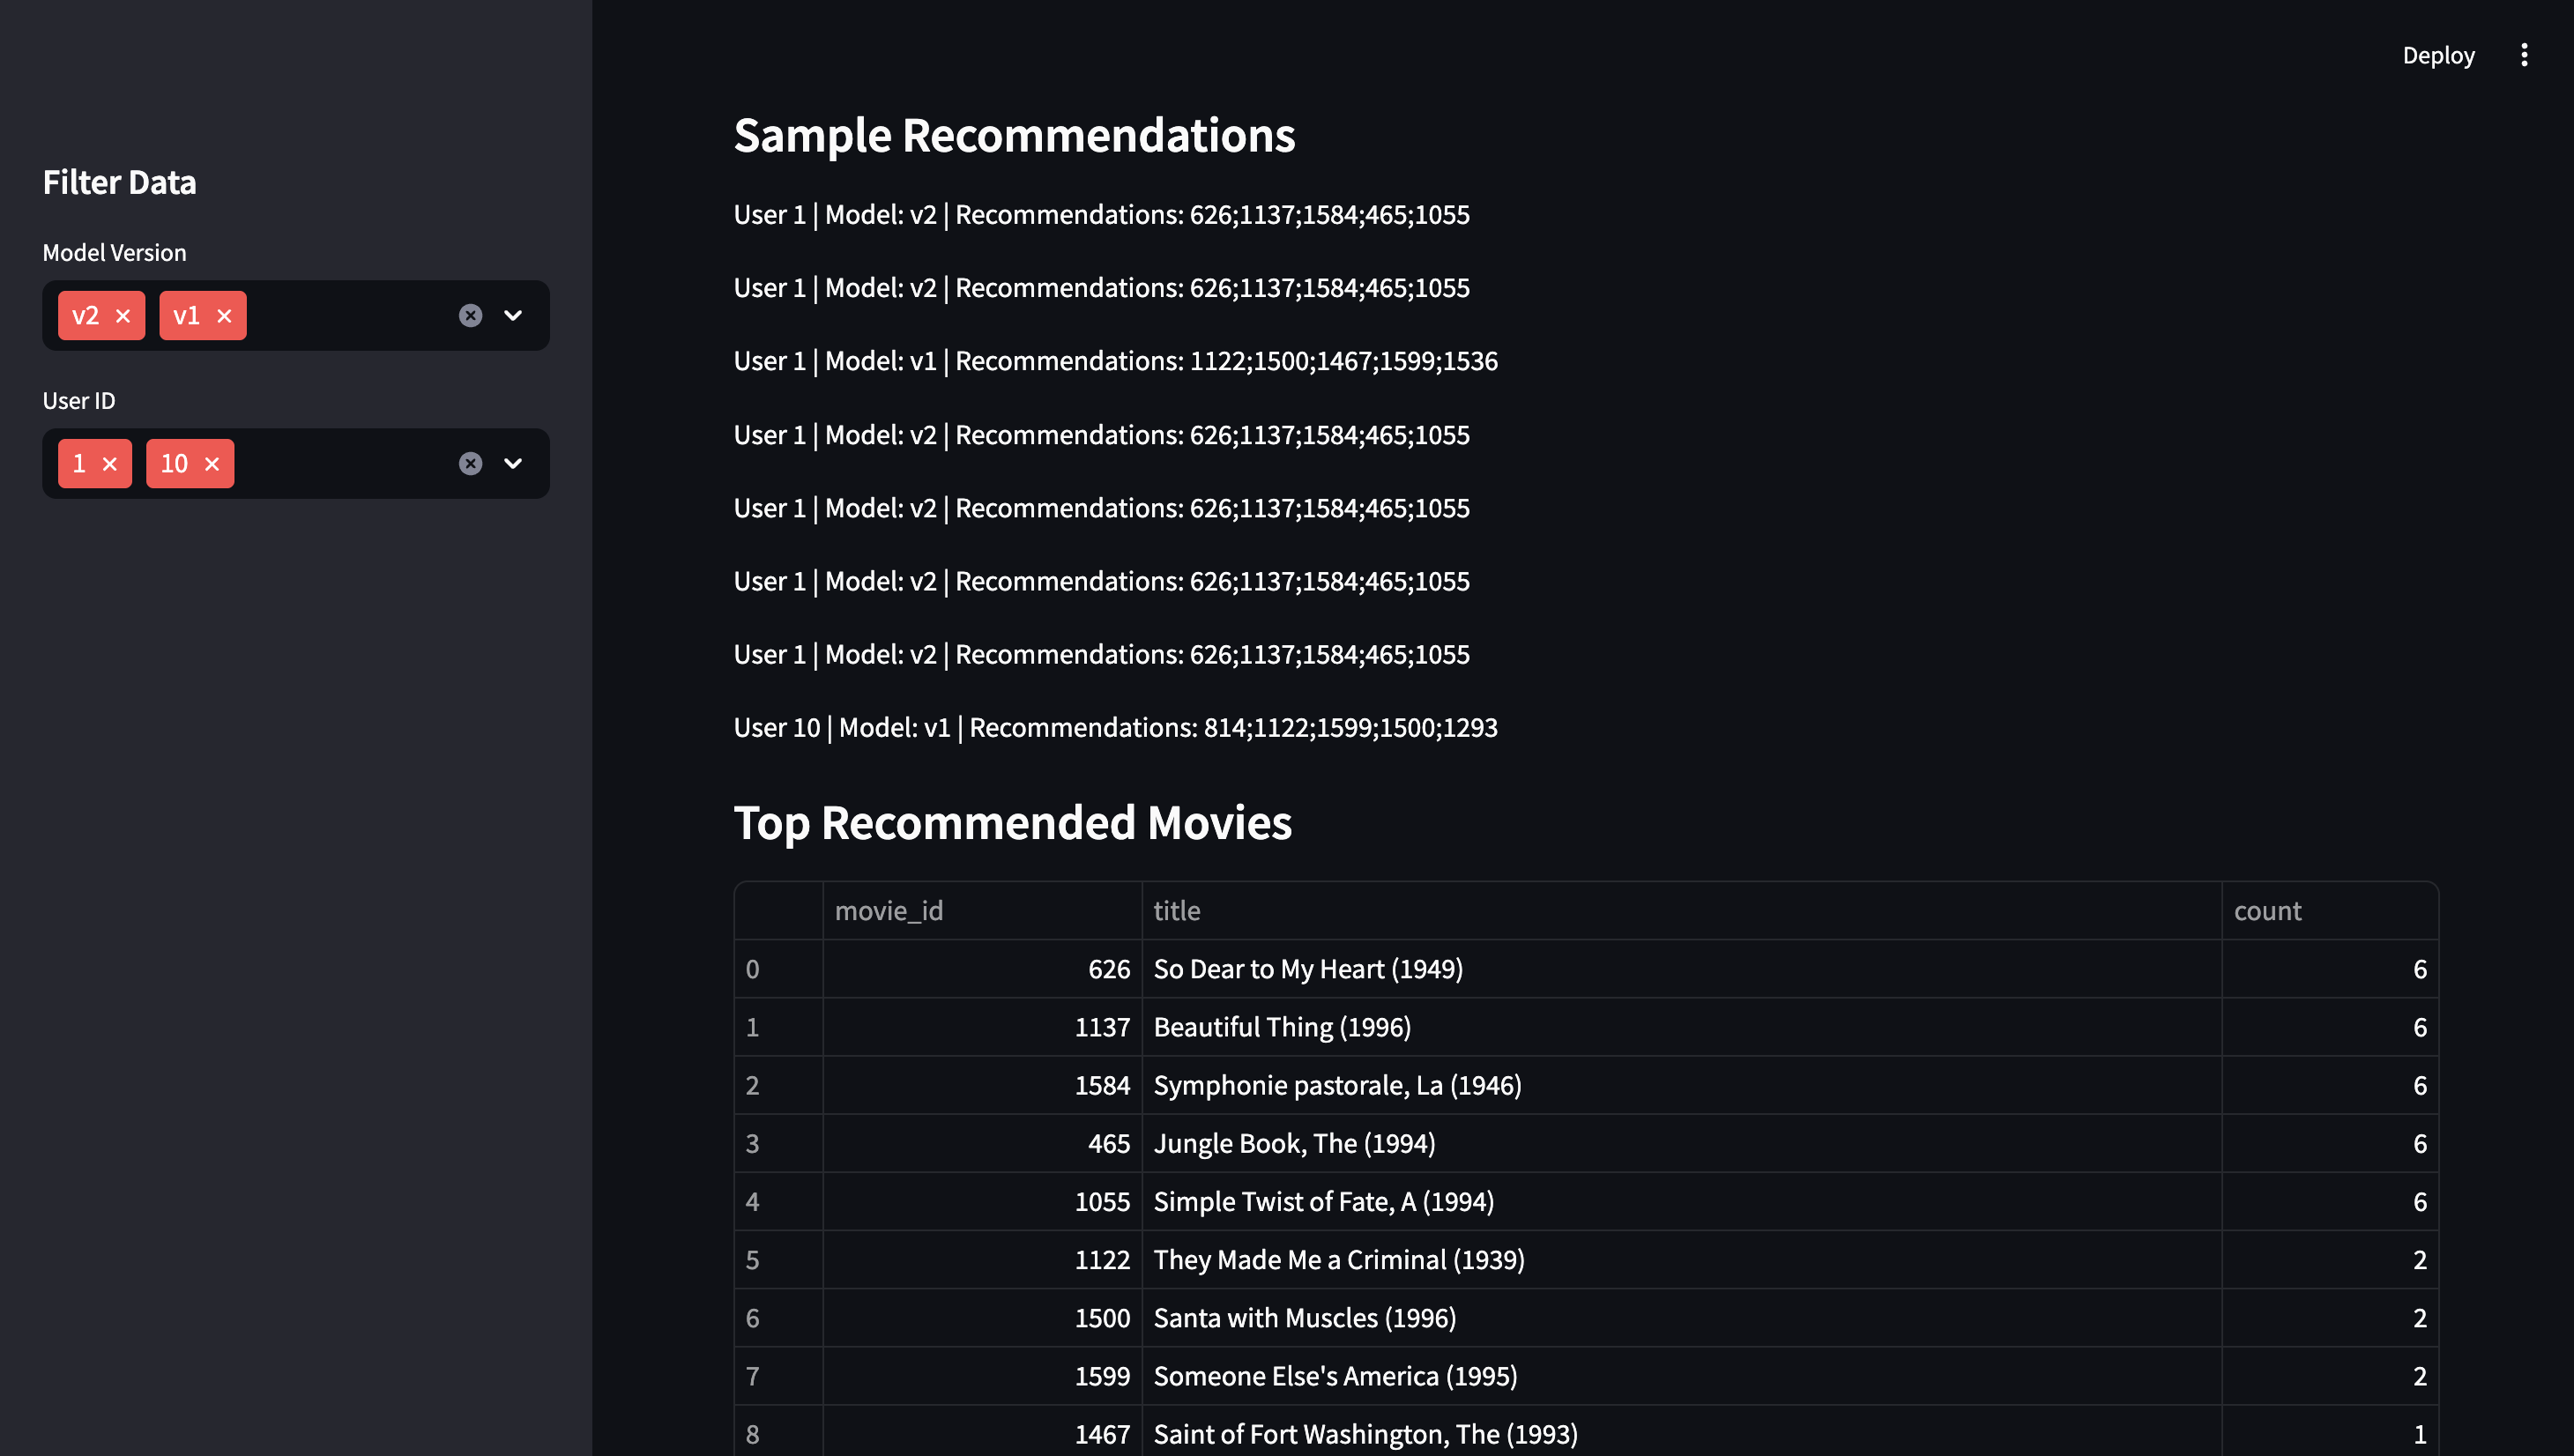 Deploy
Filter Data
Model Version
v2 v1
User ID
1 10
Sample Recommendations
User 1 | Model: v2 | Recommendations: 626;1137;1584;465;1055
User 1 | Model: v2 | Recommendations: 626;1137;1584;465;1055
User 1 | Model: v1 | Recommendations: 1122;1500;1467;1599;1536
User 1 | Model: v2 | Recommendations: 626;1137;1584;465;1055
User 1 | Model: v2 | Recommendations: 626;1137;1584;465;1055
User 1 | Model: v2 | Recommendations: 626;1137;1584;465;1055
User 1 | Model: v2 | Recommendations: 626;1137;1584;465;1055
User 10 | Model: v1 | Recommendations: 814;1122;1599;1500;1293
Top Recommended Movies
movie_id title count
0 626 So Dear to My Heart (1949) 6
1 1137 Beautiful Thing (1996) 6
2 1584 Symphonie pastorale, La (1946) 6
3 465 Jungle Book, The (1994) 6
4 1055 Simple Twist of Fate, A (1994) 6
5 1122 They Made Me a Criminal (1939) 2
6 1500 Santa with Muscles (1996) 2
7 1599 Someone Else's America (1995) 2
8 1467 Saint of Fort Washington, The (1993) 1